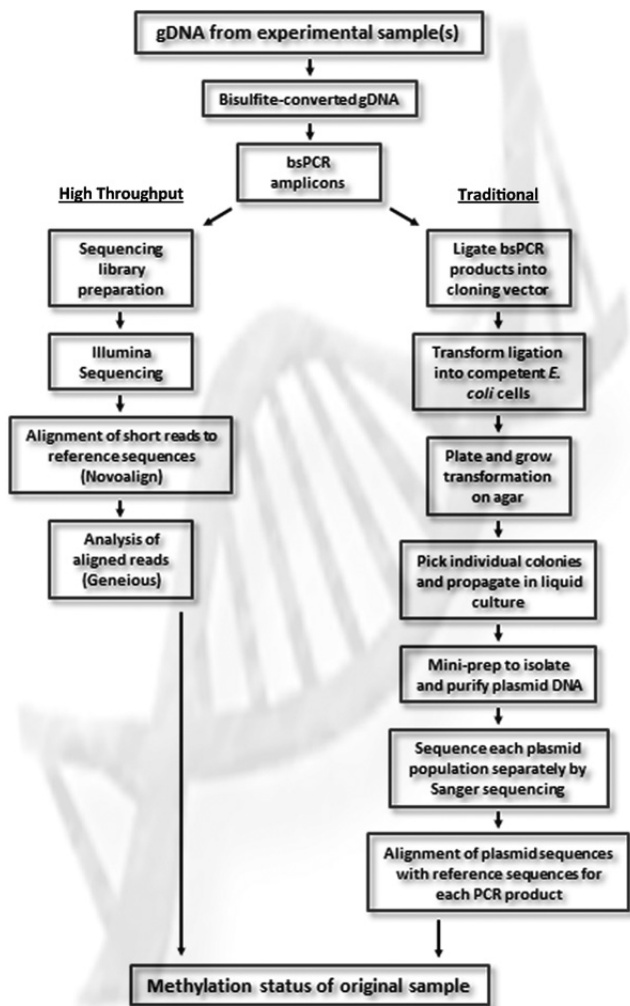 gDNA from experimental sample(s)
Bisulfite-converted gDNA
bsPCR
amplicons
High Throughput
Sequencing
library
preparation
Illumina
Sequencing
Alignment of short reads to
reference sequences
(Novoalign)
Analysis of
aligned reads
(Geneious)
Traditional
Ligate bsPCR
products into
cloning vector
Transform ligation
into competent E.
coli cells
Plate and grow
transformation
on agar
Pick individual colonies
and propagate in liquid
culture
Mini-prep to isolate
and purify plasmid DNA
Sequence each plasmid
population separately by
Sanger sequencing
Alignment of plasmid sequences
with reference sequences for
each PCR product
Methylation status of original sample